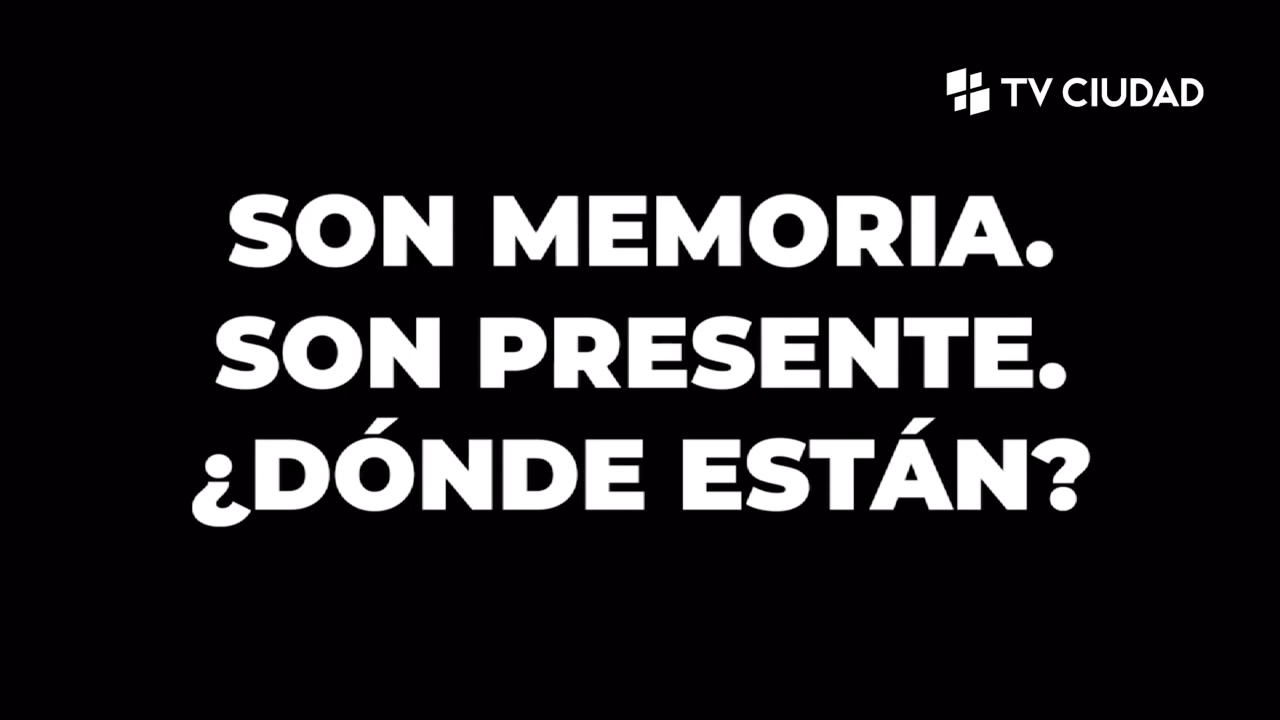 TV CIUDAD
SON MEMORIA.
SON PRESENTE.
¿DÓNDE ESTÁN?